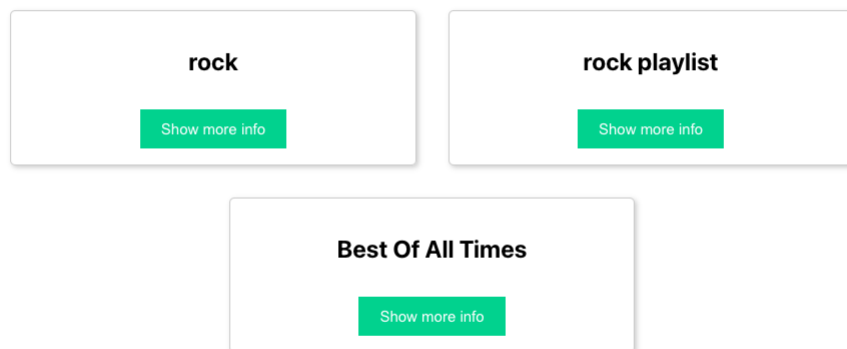 rock
Show more info
rock playlist
Show more info
Best Of All Times
Show more info